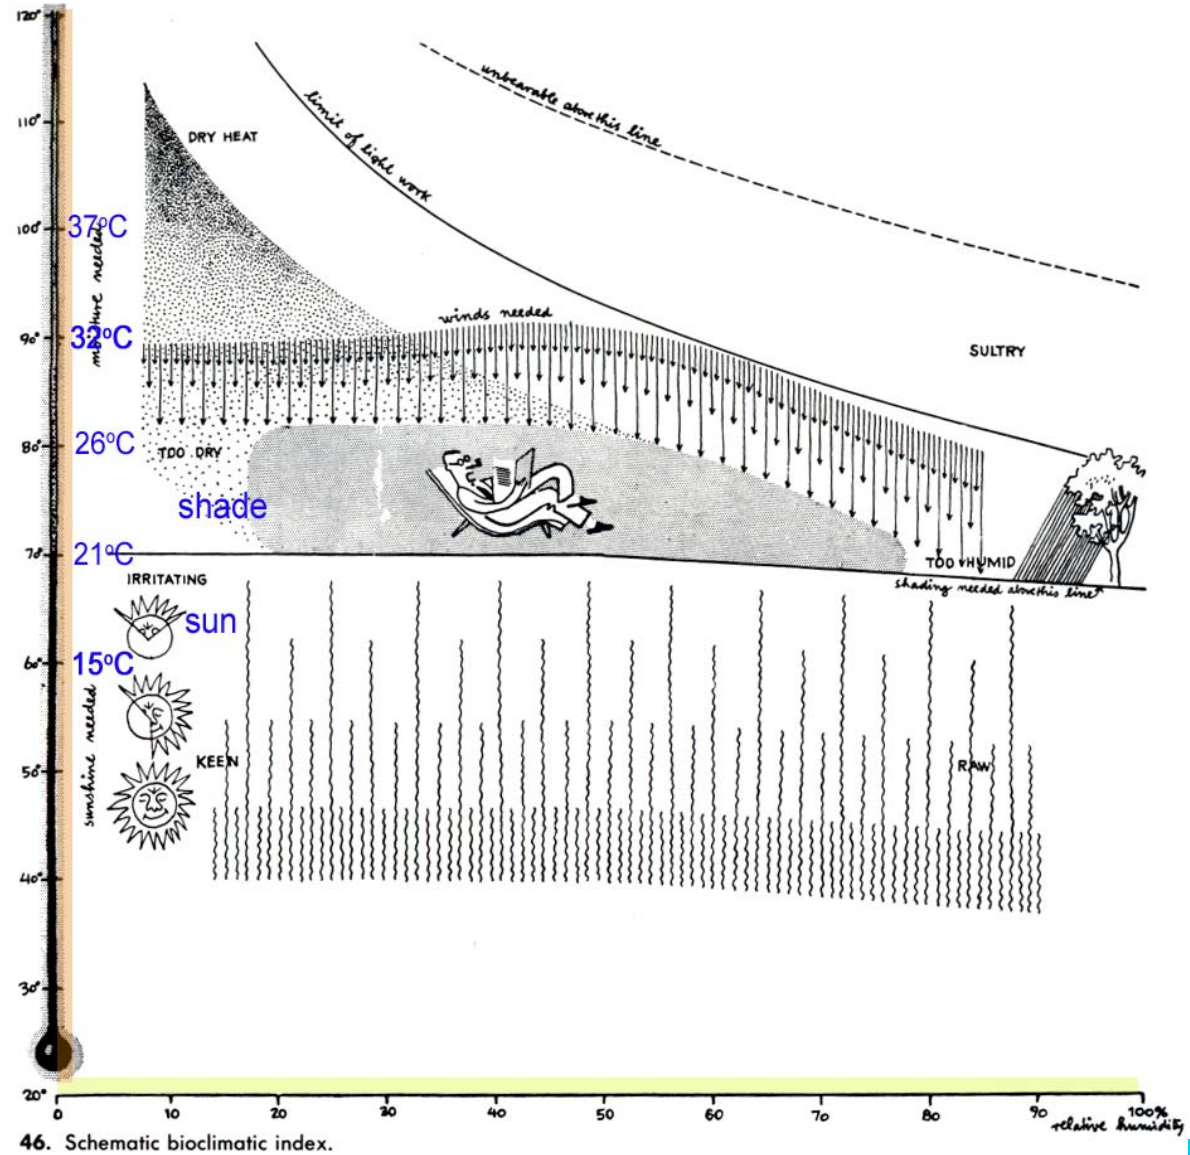 120°
unbearable above this line
limit of light work
110°
DRY HEAT
100°
37ºC
moisture needed
winds needed
90°
32ºC
SULTRY
80°
26ºC
TOO DRY
shade
70°
21ºC
TOO HUMID
shading needed above this line
IRRITATING
sun
60°
15ºC
sunshine needed
KEEN
RAW
50°
40°
30°
20°
0 10 20 30 40 50 60 70 80 90 100%
relative humidity
46. Schematic bioclimatic index.